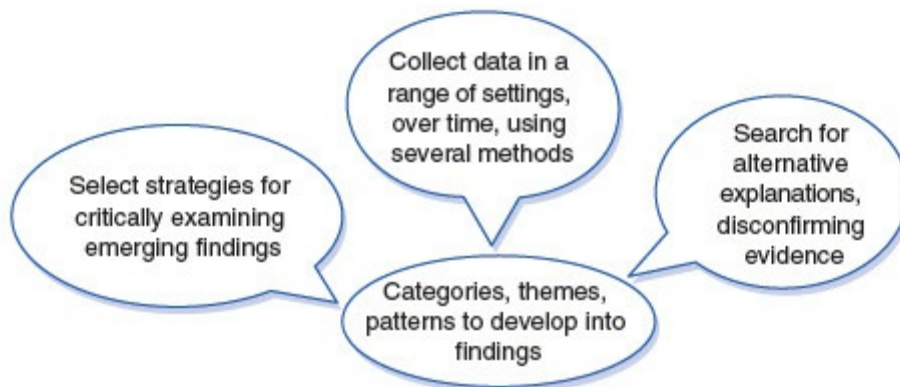 Collect data in a
range of settings,
over time, using
several methods
Select strategies for
critically examining
emerging findings
Search for
alternative
explanations,
disconfirming
evidence
Categories, themes,
patterns to develop into
findings